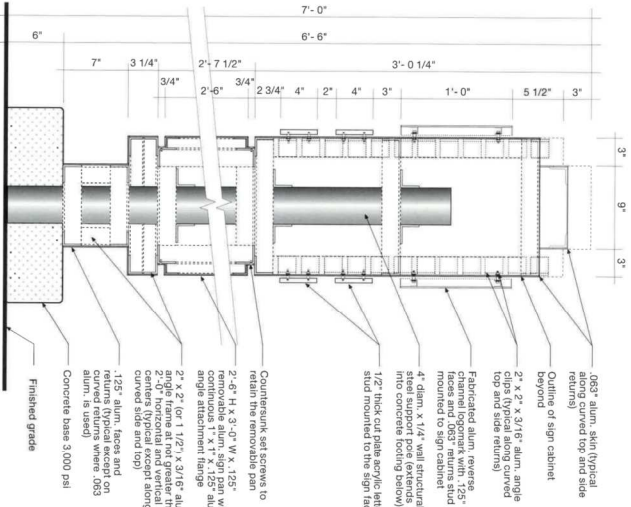 7'- 0"
6"
6'- 6"
7"
3 1/4"
2'- 7 1/2"
3'- 0 1/4"
3/4"
2'-6"
3/4"
2 3/4"
4"
2"
4"
3"
1'- 0"
5 1/2"
3"
3"
9"
3"
.063" alum. skin (typical
along curved top and side
returns)
Outline of sign cabinet
beyond
2" x 2" x 3/16" alum. angle
clips (typical along curved
top and side returns)
Fabricated alum. reverse
channel logomark with .125"
faces and .063" returns stud
mounted to sign cabinet
4" diam. x 1/4" wall structural
steel support pole (extends
into concrete footing below)
1/2" thick cut plate acrylic
stud mounted to the sign
Countersunk set screws to
retain the removable pan
2'-6" H x 3'-0" W x .125"
removable alum. sign pan
continuous 1" x 1" x .125"
angle attachment flange
2" x 2" (or 1 1/2") x 3/16"
angle frame at not greater
2'-0" horizontal and vertical
centers (typical except
curved side and top)
.125" alum. faces and
returns (typical except on
curved returns where .063
alum. is used)
Concrete base 3,000 psi
Finished grade